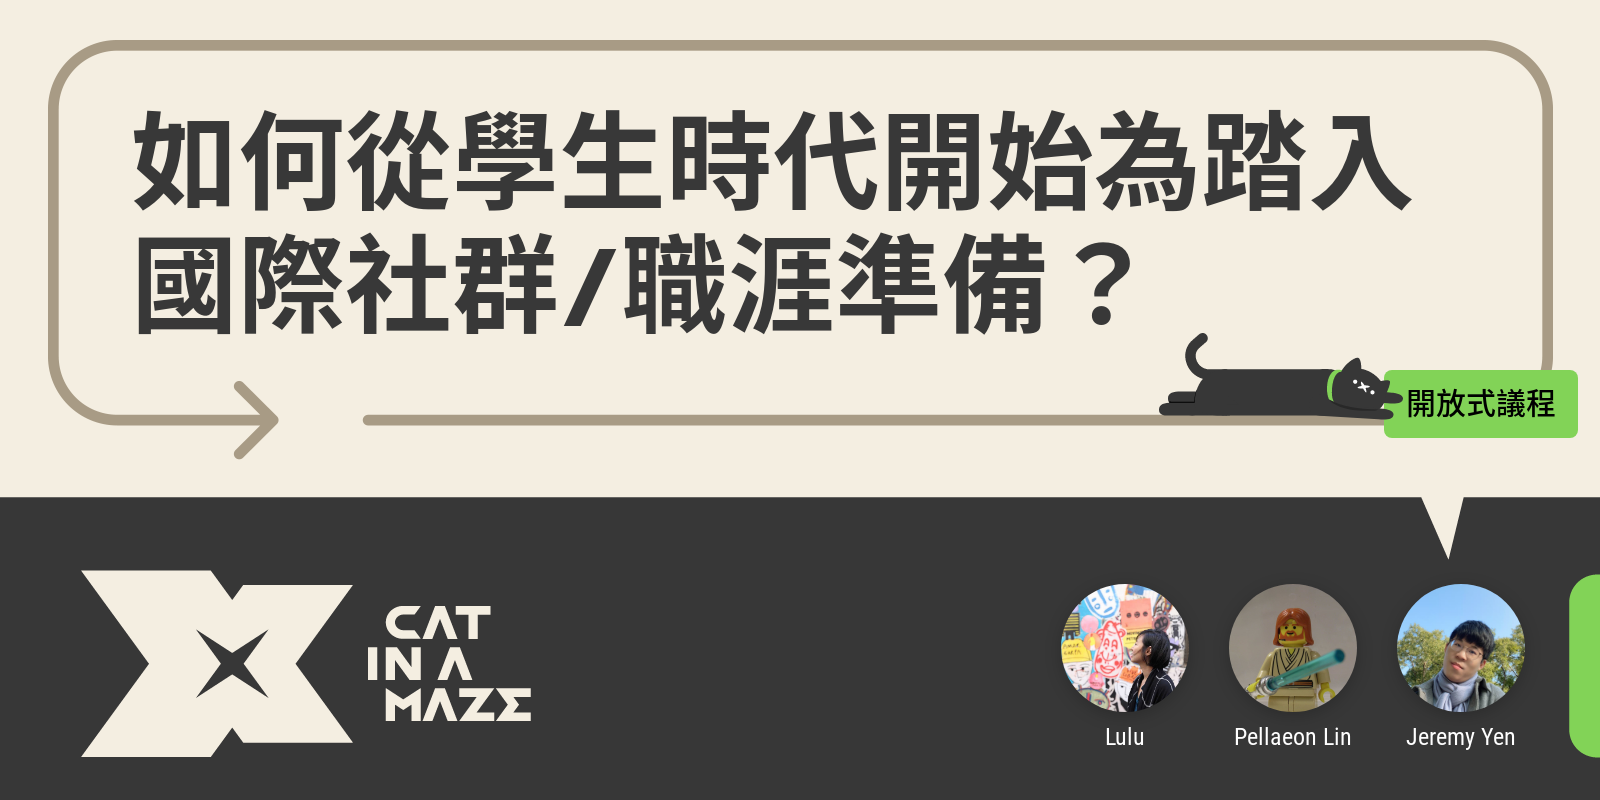 如何從學生時代開始為踏入
國際社群/職涯準備？
開放式議程
CAT
IN A
MAZE
Lulu
Pellaeon Lin
Jeremy Yen